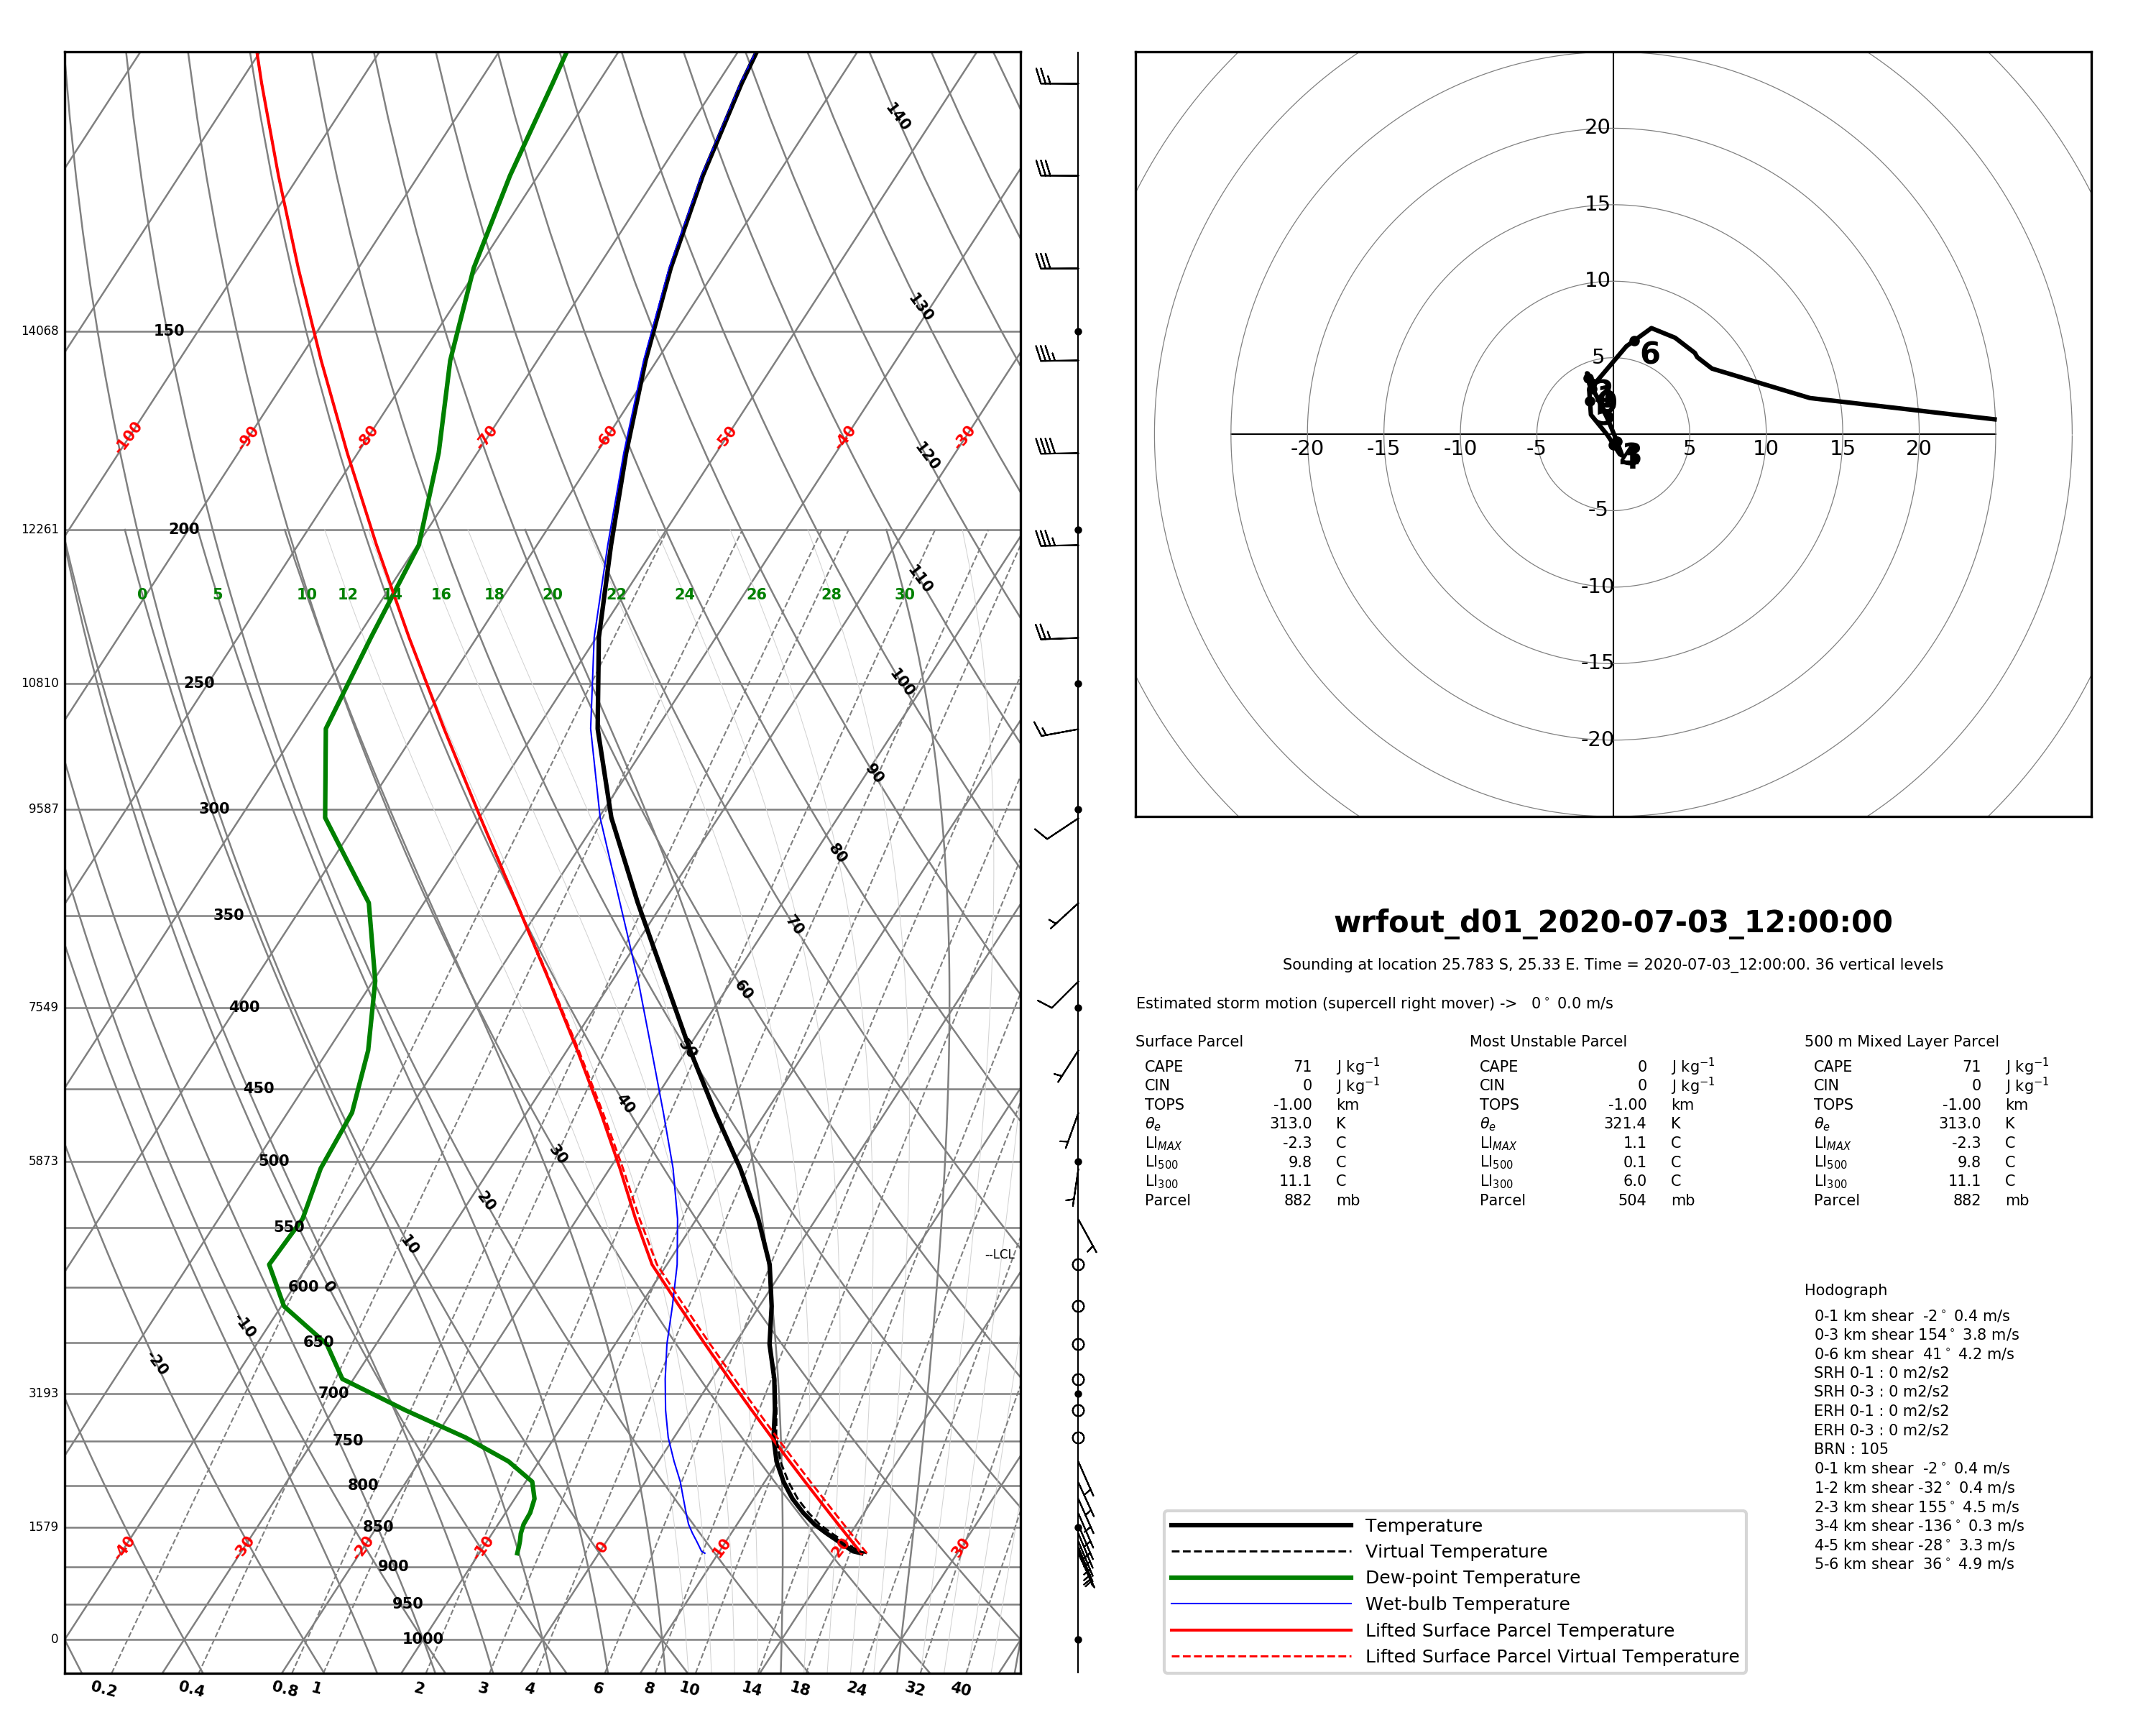 140
130
120
110
100
90
80
70
60
50
40
30
20
10
0
-10
-20
14068 150
-100 -90 -80 -70 -60 -50 -40 -30
12261 200
0 5 10 12 14 16 18 20 22 24 26 28 30
10810 250
9587 300
350
7549 400
450
5873 500
550
--LCL
600
650
3193 700
750
800
1579 850
-40 -30 -20 -10 0 10 20 30
900
950
0 1000
0.2 0.4 0.8 1 2 3 4 6 8 10 14 18 24 32 40
20
15
10
5
6
-20 -15 -10 -5 5 10 15 20
-5
-10
-15
-20
wrfout_d01_2020-07-03_12:00:00
Sounding at location 25.783 S, 25.33 E. Time = 2020-07-03_12:00:00. 36 vertical levels
Estimated storm motion (supercell right mover) -> 0° 0.0 m/s
Surface Parcel Most Unstable Parcel 500 m Mixed Layer Parcel
CAPE 71 J kg⁻¹ CAPE 0 J kg⁻¹ CAPE 71 J kg⁻¹
CIN 0 J kg⁻¹ CIN 0 J kg⁻¹ CIN 0 J kg⁻¹
TOPS -1.00 km TOPS -1.00 km TOPS -1.00 km
θe 313.0 K θe 321.4 K θe 313.0 K
LIMAX -2.3 C LIMAX 1.1 C LIMAX -2.3 C
LI500 9.8 C LI500 0.1 C LI500 9.8 C
LI300 11.1 C LI300 6.0 C LI300 11.1 C
Parcel 882 mb Parcel 504 mb Parcel 882 mb
Hodograph
0-1 km shear -2° 0.4 m/s
0-3 km shear 154° 3.8 m/s
0-6 km shear 41° 4.2 m/s
SRH 0-1 : 0 m2/s2
SRH 0-3 : 0 m2/s2
ERH 0-1 : 0 m2/s2
ERH 0-3 : 0 m2/s2
BRN : 105
0-1 km shear -2° 0.4 m/s
1-2 km shear -32° 0.4 m/s
2-3 km shear 155° 4.5 m/s
3-4 km shear -136° 0.3 m/s
4-5 km shear -28° 3.3 m/s
5-6 km shear 36° 4.9 m/s
Temperature
Virtual Temperature
Dew-point Temperature
Wet-bulb Temperature
Lifted Surface Parcel Temperature
Lifted Surface Parcel Virtual Temperature